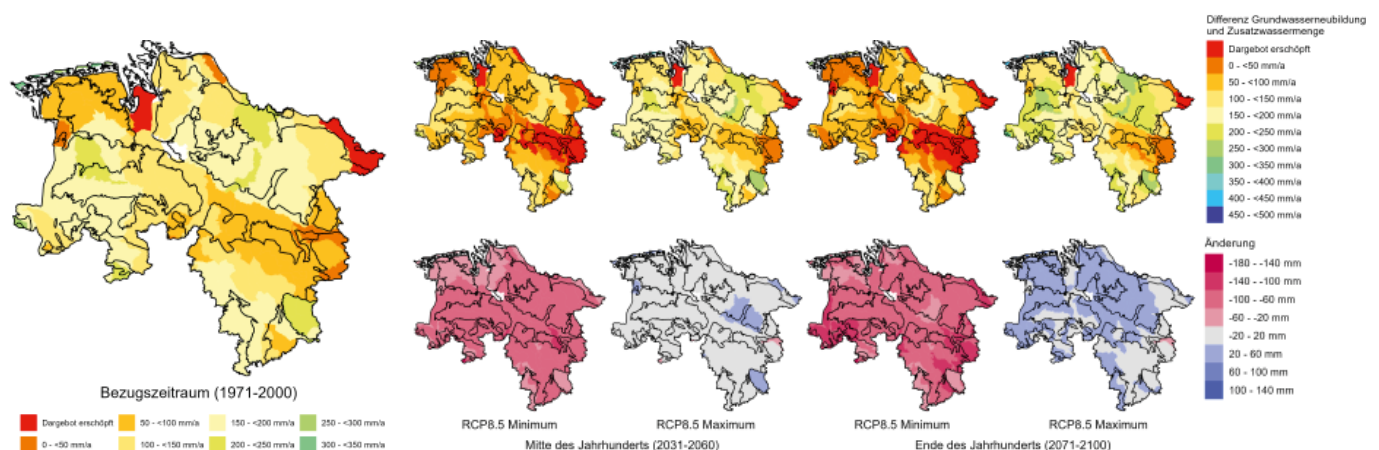 Bezugszeitraum (1971-2000)
Dargebot erschöpft
50 - <100 mm/a
150 - <200 mm/a
250 - <300 mm/a
0 - <50 mm/a
100 - <150 mm/a
200 - <250 mm/a
300 - <350 mm/a
RCP8.5 Minimum
RCP8.5 Maximum
RCP8.5 Minimum
RCP8.5 Maximum
Mitte des Jahrhunderts (2031-2060)
Ende des Jahrhunderts (2071-2100)
Differenz Grundwasserneubildung
und Zusatzwassermenge
Dargebot erschöpft
0 - <50 mm/a
50 - <100 mm/a
100 - <150 mm/a
150 - <200 mm/a
200 - <250 mm/a
250 - <300 mm/a
300 - <350 mm/a
350 - <400 mm/a
400 - <450 mm/a
450 - <500 mm/a
Änderung
-180 - -140 mm
-140 - -100 mm
-100 - -60 mm
-60 - -20 mm
-20 - 20 mm
20 - 60 mm
60 - 100 mm
100 - 140 mm